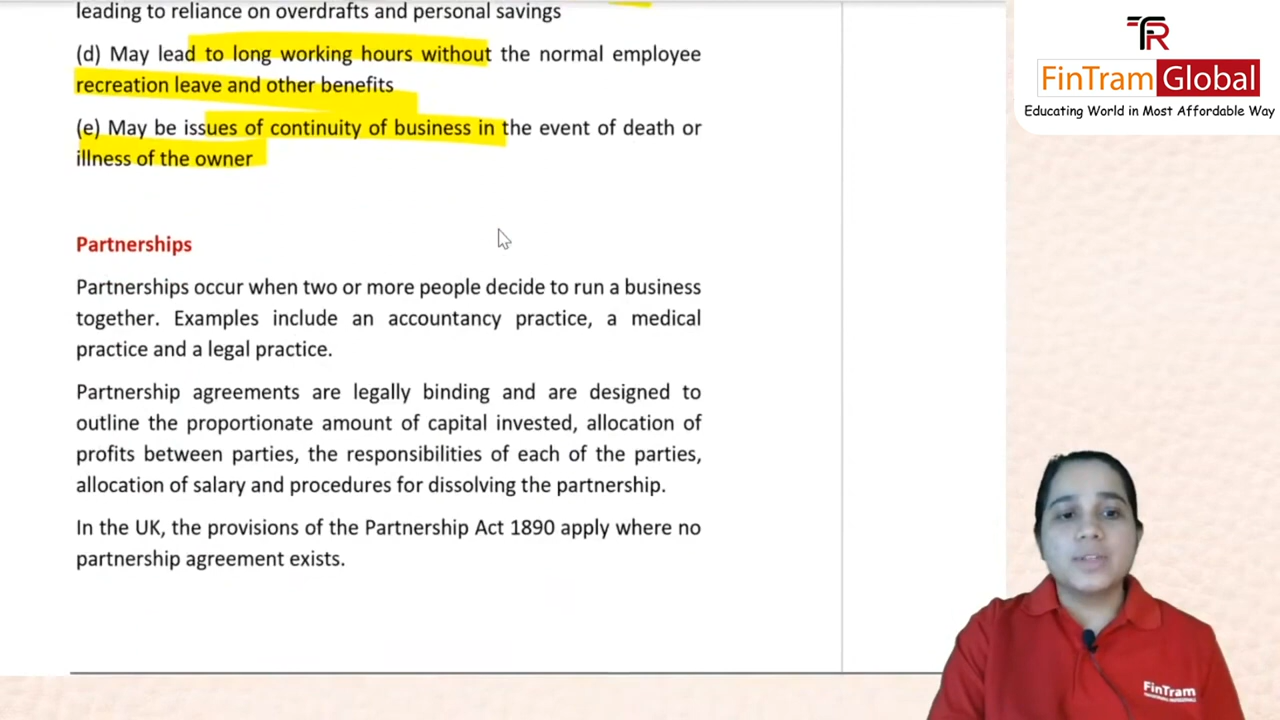 leading to reliance on overdrafts and personal savings
(d) May lead to long working hours without the normal employee
recreation leave and other benefits
(e) May be issues of continuity of business in the event of death or
illness of the owner
Partnerships
Partnerships occur when two or more people decide to run a business
together. Examples include an accountancy practice, a medical
practice and a legal practice.
Partnership agreements are legally binding and are designed to
outline the proportionate amount of capital invested, allocation of
profits between parties, the responsibilities of each of the parties,
allocation of salary and procedures for dissolving the partnership.
In the UK, the provisions of the Partnership Act 1890 apply where no
partnership agreement exists.
FinTram Global
Educating World in Most Affordable Way
FinTram